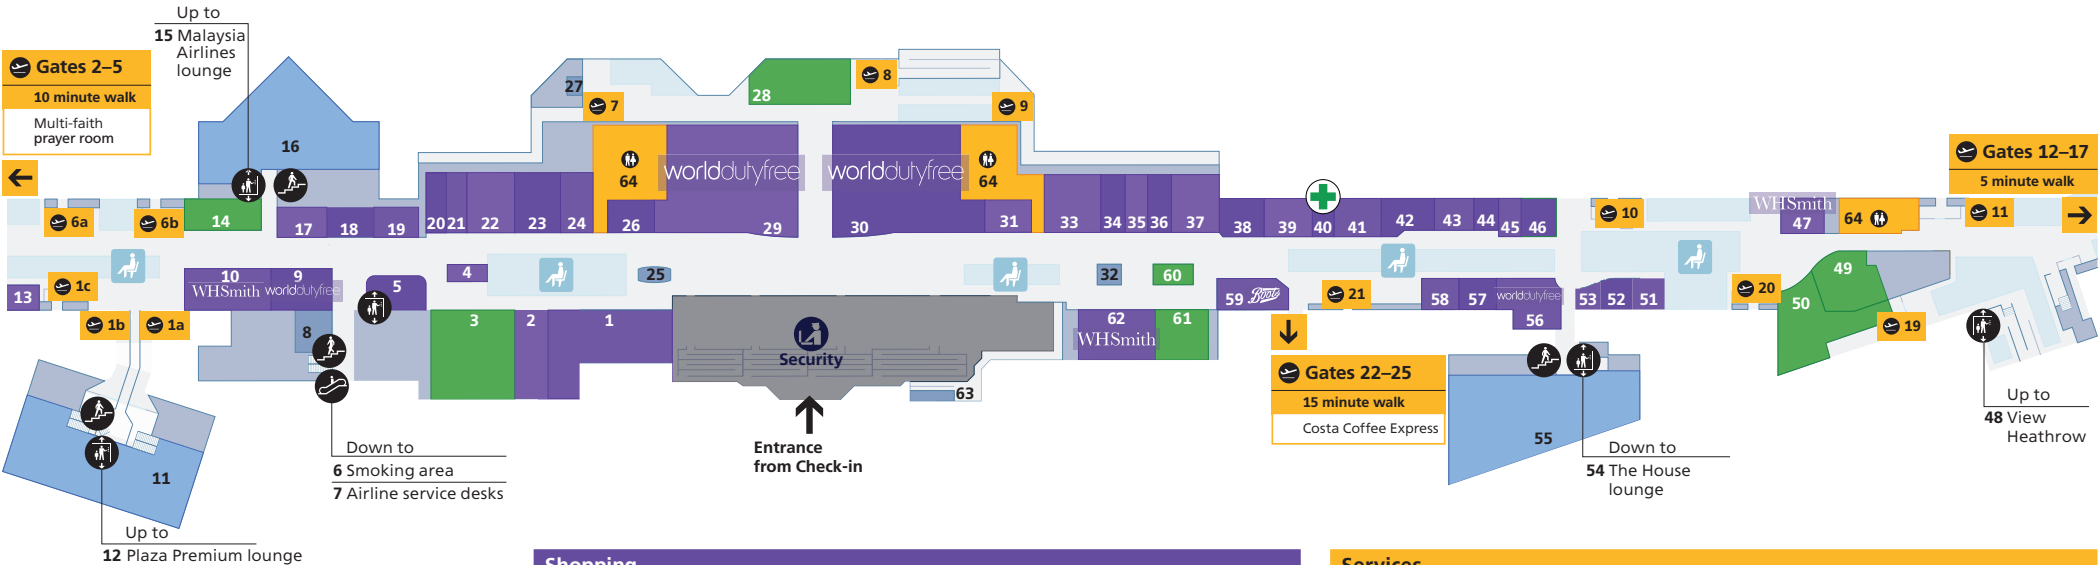 Up to
15 Malaysia
Airlines
lounge
Gates 2–5
10 minute walk
Multi-faith
prayer room
16
27
7
28
8
9
64
worlddutyfree
worlddutyfree
64
Gates 12–17
5 minute walk
6a
6b
14
17
18
19
20
21
22
23
24
26
29
30
31
33
34
35
36
37
38
39
40
41
42
43
44
45
46
10
WHSmith
47
64
11
1c
13
10
WHSmith
9
worlddutyfree
5
4
25
32
60
59
Boots
21
58
57
worlddutyfree
56
53
52
51
20
49
50
19
1b
1a
8
3
2
1
Security
62
WHSmith
61
63
Gates 22–25
15 minute walk
Costa Coffee Express
55
Up to
48 View
Heathrow
Entrance
from Check-in
Down to
6 Smoking area
7 Airline service desks
Down to
54 The House
lounge
11
Up to
12 Plaza Premium lounge
Shopping
Services